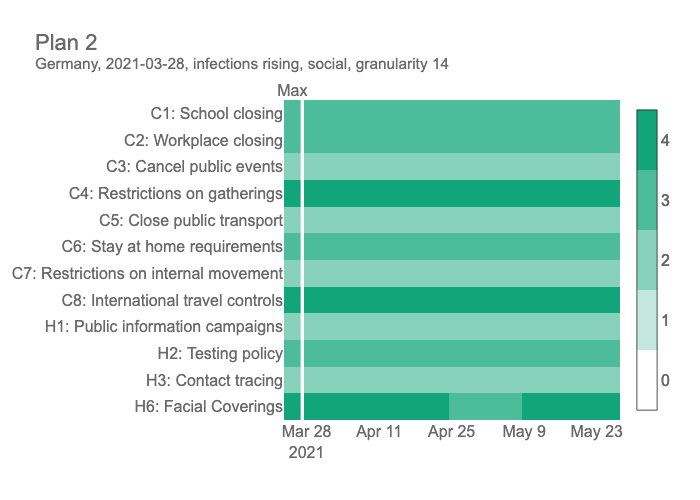 Plan 2
Germany, 2021-03-28, infections rising, social, granularity 14
Max
C1: School closing
C2: Workplace closing
C3: Cancel public events
C4: Restrictions on gatherings
C5: Close public transport
C6: Stay at home requirements
C7: Restrictions on internal movement
C8: International travel controls
H1: Public information campaigns
H2: Testing policy
H3: Contact tracing
H6: Facial Coverings
Mar 28 Apr 11 Apr 25 May 9 May 23
2021
4
3
2
1
0